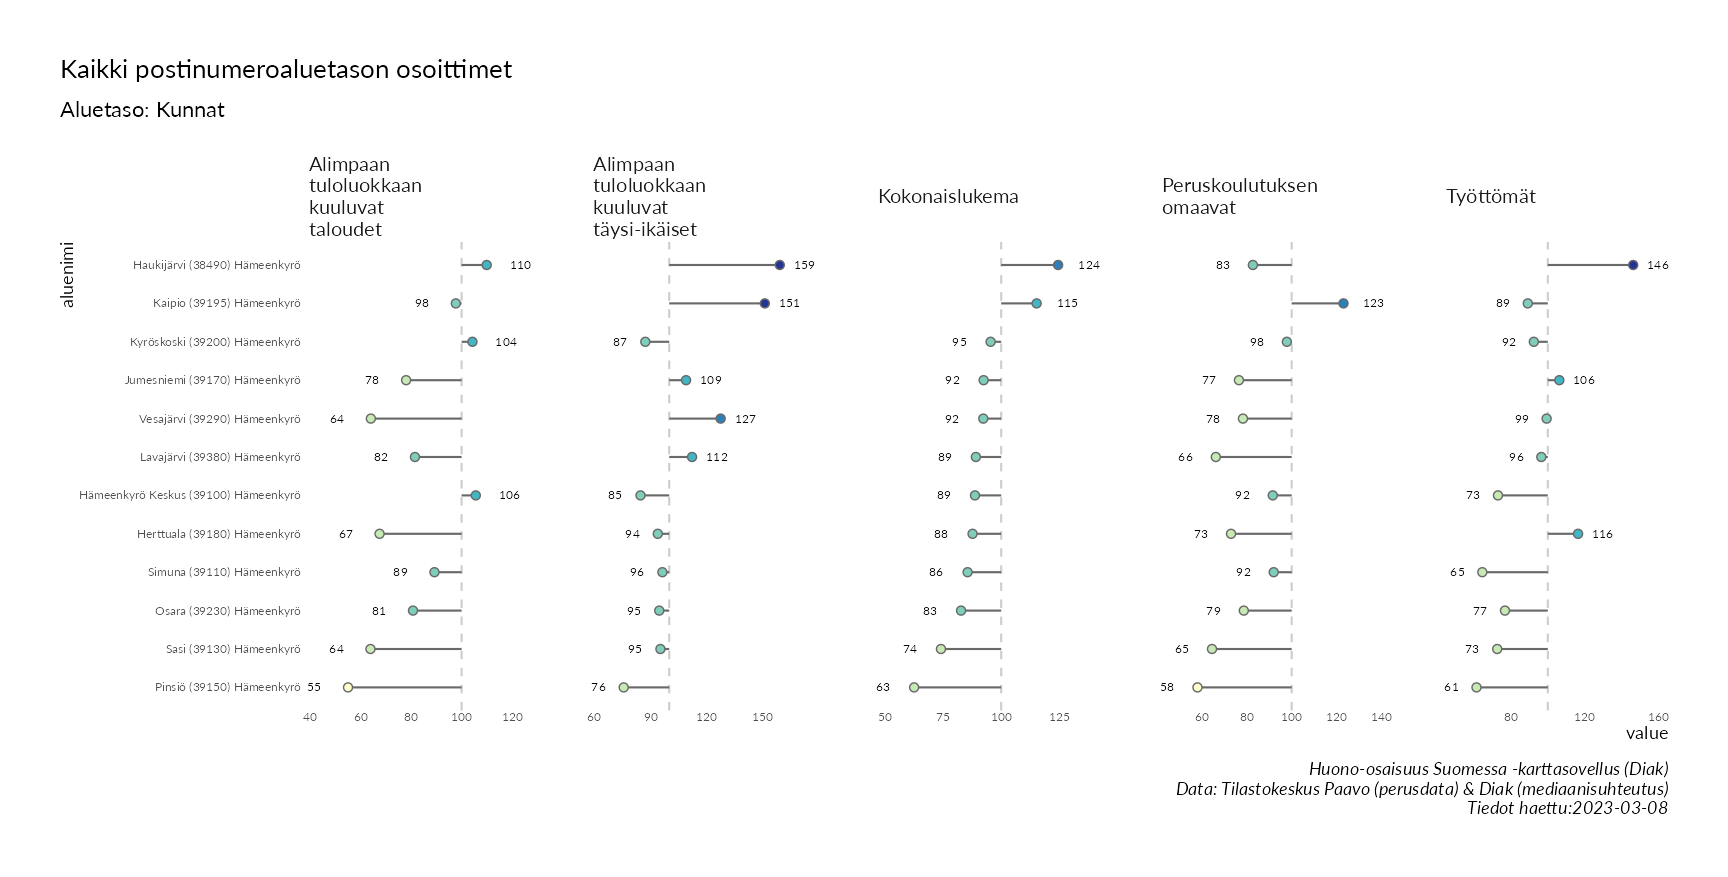 Kaikki postinumeroaluetason osoittimet
Aluetaso: Kunnat
Alimpaan
tuloluokkaan
kuuluvat
taloudet
Alimpaan
tuloluokkaan
kuuluvat
täysi-ikäiset
Kokonaislukema
Peruskoulutuksen
omaavat
Työttömät
aluenimi
Haukijärvi (38490) Hämeenkyrö 110 159 124 83 146
Kaipio (39195) Hämeenkyrö 98 151 115 123 89
Kyröskoski (39200) Hämeenkyrö 104 87 95 98 92
Jumesniemi (39170) Hämeenkyrö 78 109 92 77 106
Vesajärvi (39290) Hämeenkyrö 64 127 92 78 99
Lavajärvi (39380) Hämeenkyrö 82 112 89 66 96
Hämeenkyrö Keskus (39100) Hämeenkyrö 106 85 89 92 73
Herttuala (39180) Hämeenkyrö 67 94 88 73 116
Simuna (39110) Hämeenkyrö 89 96 86 92 65
Osara (39230) Hämeenkyrö 81 95 83 79 77
Sasi (39130) Hämeenkyrö 64 95 74 65 73
Pinsiö (39150) Hämeenkyrö 55 76 63 58 61
40 60 80 100 120 60 90 120 150 50 75 100 125 60 80 100 120 140 80 120 160
value
Huono-osaisuus Suomessa -karttasovellus (Diak)
Data: Tilastokeskus Paavo (perusdata) & Diak (mediaanisuhteutus)
Tiedot haettu:2023-03-08